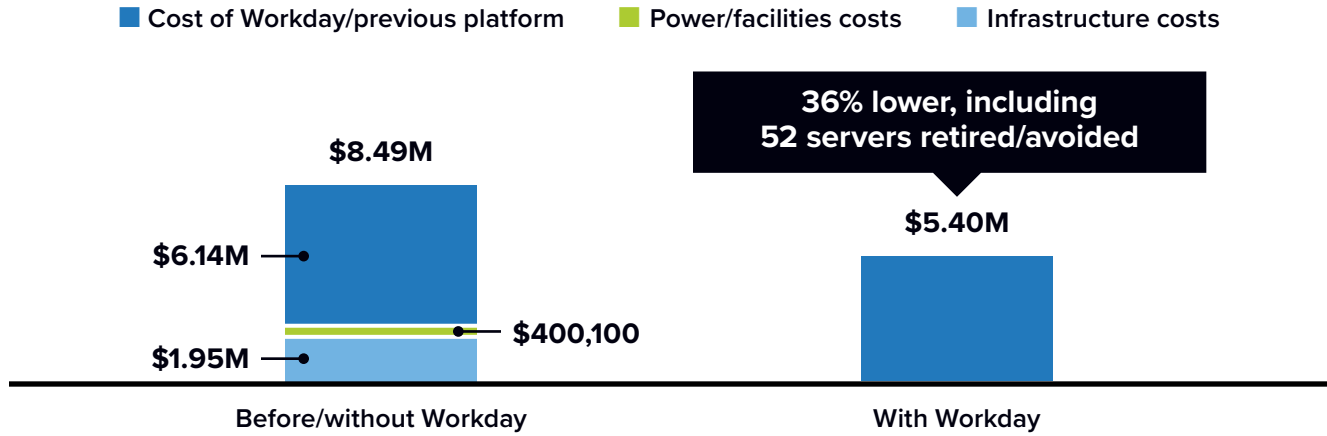 Cost of Workday/previous platform
Power/facilities costs
Infrastructure costs
36% lower, including
52 servers retired/avoided
$8.49M
$5.40M
$6.14M
$400,100
$1.95M
Before/without Workday
With Workday